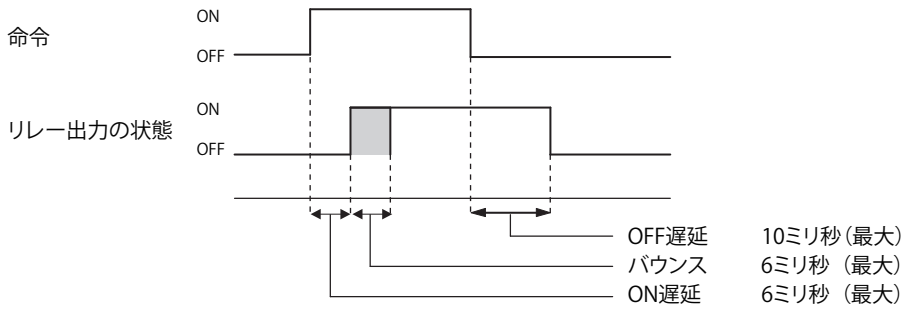 ON
命令
OFF
ON
リレー出力の状態
OFF
OFF遅延 10ミリ秒（最大）
バウンス 6ミリ秒（最大）
ON遅延 6ミリ秒（最大）